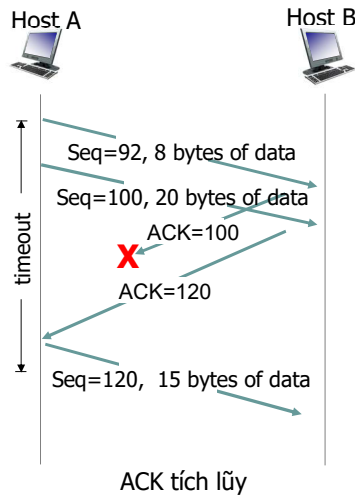 Host A
Host B
Seq=92, 8 bytes of data
Seq=100, 20 bytes of data
ACK=100
timeout
X
ACK=120
Seq=120, 15 bytes of data
ACK tích lũy